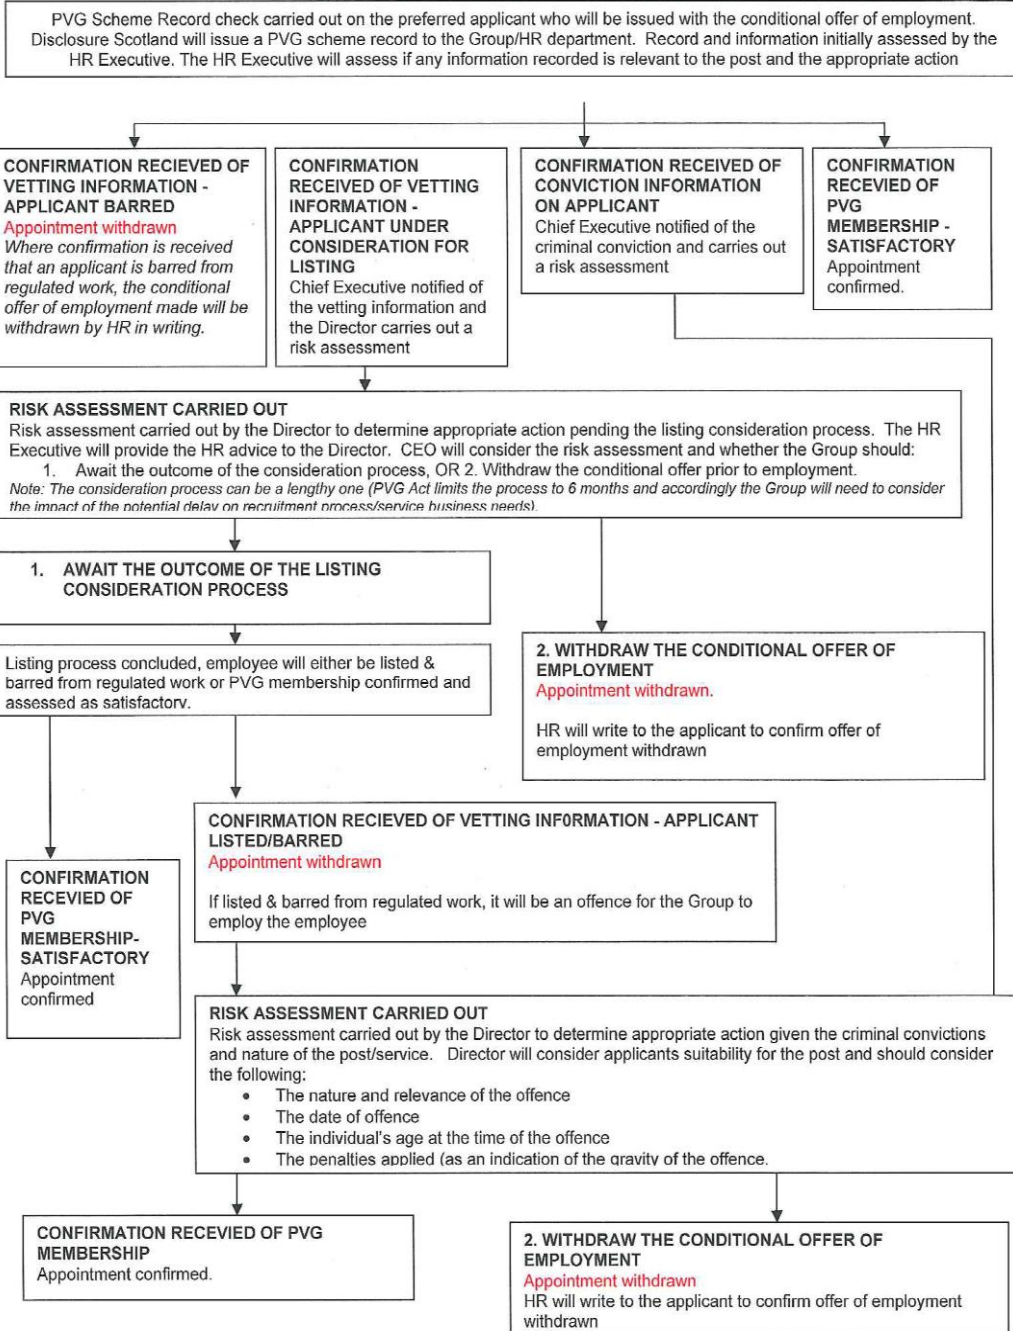 PVG Scheme Record check carried out on the preferred applicant who will be issued with the conditional offer of employment.
Disclosure Scotland will issue a PVG scheme record to the Group/HR department. Record and information initially assessed by the
HR Executive. The HR Executive will assess if any information recorded is relevant to the post and the appropriate action
CONFIRMATION RECIEVED OF
VETTING INFORMATION -
APPLICANT BARRED
Appointment withdrawn
Where confirmation is received
that an applicant is barred from
regulated work, the conditional
offer of employment made will be
withdrawn by HR in writing.
CONFIRMATION
RECEIVED OF VETTING
INFORMATION -
APPLICANT UNDER
CONSIDERATION FOR
LISTING
Chief Executive notified of
the vetting information and
the Director carries out a
risk assessment
CONFIRMATION RECEIVED OF
CONVICTION INFORMATION
ON APPLICANT
Chief Executive notified of the
criminal conviction and carries out
a risk assessment
CONFIRMATION
RECEVIED OF
PVG
MEMBERSHIP -
SATISFACTORY
Appointment
confirmed.
RISK ASSESSMENT CARRIED OUT
Risk assessment carried out by the Director to determine appropriate action pending the listing consideration process. The HR
Executive will provide the HR advice to the Director. CEO will consider the risk assessment and whether the Group should:
1. Await the outcome of the consideration process, OR 2. Withdraw the conditional offer prior to employment.
Note: The consideration process can be a lengthy one (PVG Act limits the process to 6 months and accordingly the Group will need to consider
the impact of the potential delay on recruitment process/service business needs).
1. AWAIT THE OUTCOME OF THE LISTING
CONSIDERATION PROCESS
Listing process concluded, employee will either be listed &
barred from regulated work or PVG membership confirmed and
assessed as satisfactory.
2. WITHDRAW THE CONDITIONAL OFFER OF
EMPLOYMENT
Appointment withdrawn.
HR will write to the applicant to confirm offer of
employment withdrawn
CONFIRMATION RECIEVED OF VETTING INFORMATION - APPLICANT
LISTED/BARRED
Appointment withdrawn
If listed & barred from regulated work, it will be an offence for the Group to
employ the employee
CONFIRMATION
RECEVIED OF
PVG
MEMBERSHIP-
SATISFACTORY
Appointment
confirmed
RISK ASSESSMENT CARRIED OUT
Risk assessment carried out by the Director to determine appropriate action given the criminal convictions
and nature of the post/service. Director will consider applicants suitability for the post and should consider
the following:
• The nature and relevance of the offence
• The date of offence
• The individual's age at the time of the offence
• The penalties applied (as an indication of the gravity of the offence.
CONFIRMATION RECEVIED OF PVG
MEMBERSHIP
Appointment confirmed.
2. WITHDRAW THE CONDITIONAL OFFER OF
EMPLOYMENT
Appointment withdrawn
HR will write to the applicant to confirm offer of employment
withdrawn